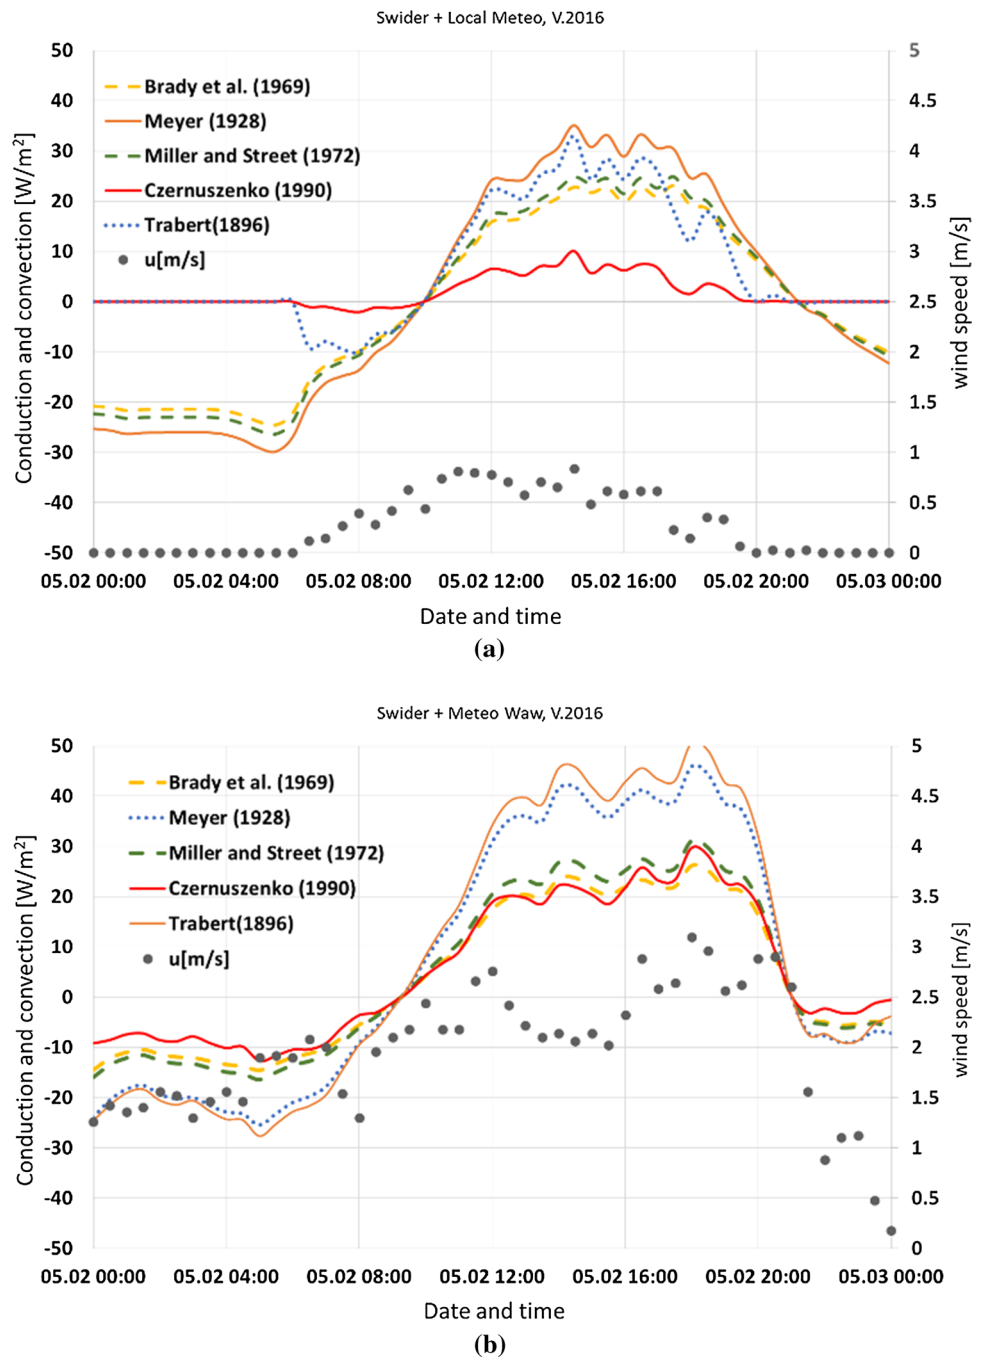 Swider + Local Meteo, V.2016
50 5
Brady et al. (1969)
40 4.5
Meyer (1928)
30 4
Miller and Street (1972)
Czernuszenko (1990)
20 3.5
Trabert(1896)
10 3
u[m/s]
0 2.5
-10 2
-20 1.5
-30 1
-40 0.5
-50 0
Conduction and convection [W/m²]
wind speed [m/s]
05.02 00:00 05.02 04:00 05.02 08:00 05.02 12:00 05.02 16:00 05.02 20:00 05.03 00:00
Date and time
(a)
Swider + Meteo Waw, V.2016
50 5
Brady et al. (1969)
40 4.5
Meyer (1928)
30 4
Miller and Street (1972)
Czernuszenko (1990)
20 3.5
Trabert(1896)
10 3
u[m/s]
0 2.5
-10 2
-20 1.5
-30 1
-40 0.5
-50 0
Conduction and convection [W/m²]
wind speed [m/s]
05.02 00:00 05.02 04:00 05.02 08:00 05.02 12:00 05.02 16:00 05.02 20:00 05.03 00:00
Date and time
(b)